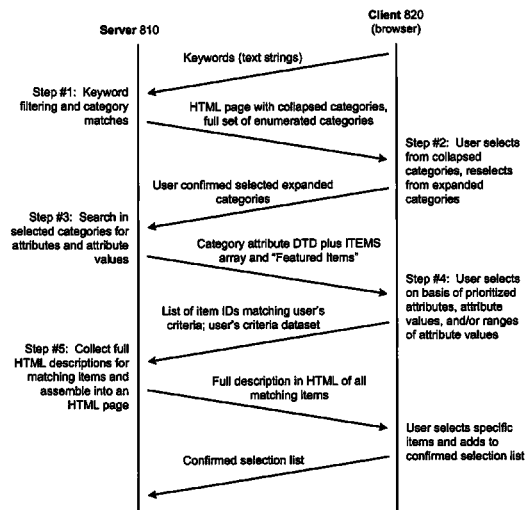 Server 810
Client 820
(browser)
Keywords (text strings)
Step #1: Keyword
filtering and category
matches
HTML page with collapsed categories,
full set of enumerated categories
Step #2: User selects
from collapsed
categories, reselects
from expanded
categories
User confirmed selected expanded
categories
Step #3: Search in
selected categories for
attributes and attribute
values
Category attribute DTD plus ITEMS
array and "Featured Items"
Step #4: User selects
on basis of prioritized
attributes, attribute
values, and/or ranges
of attribute values
List of item IDs matching user's
criteria; user's criteria dataset
Step #5: Collect full
HTML descriptions for
matching items and
assemble into an
HTML page
Full description in HTML of all
matching items
User selects specific
items and adds to
confirmed selection list
Confirmed selection list